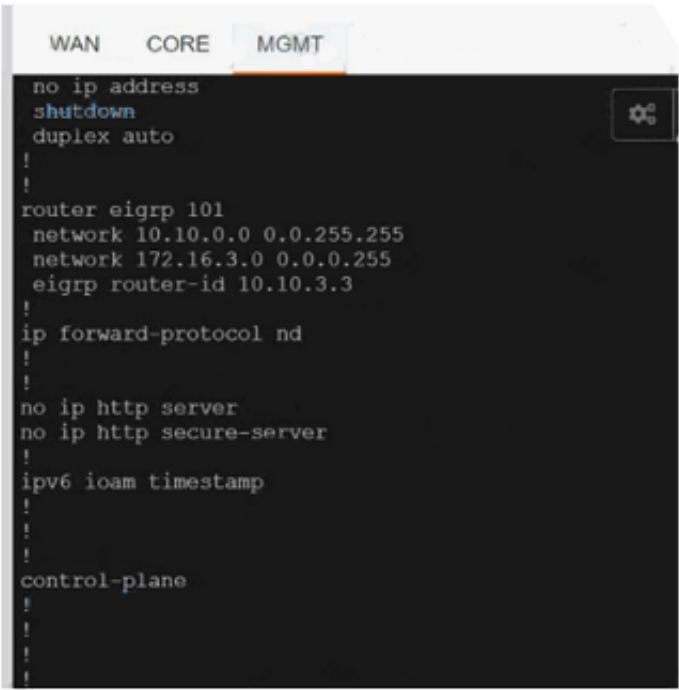 WAN CORE MGMT
no ip address
shutdown
duplex auto
!
!
router eigrp 101
network 10.10.0.0 0.0.255.255
network 172.16.3.0 0.0.0.255
eigrp router-id 10.10.3.3
!
ip forward-protocol nd
!
!
no ip http server
no ip http secure-server
!
ipv6 ioam timestamp
!
!
!
control-plane
!
!
!
!